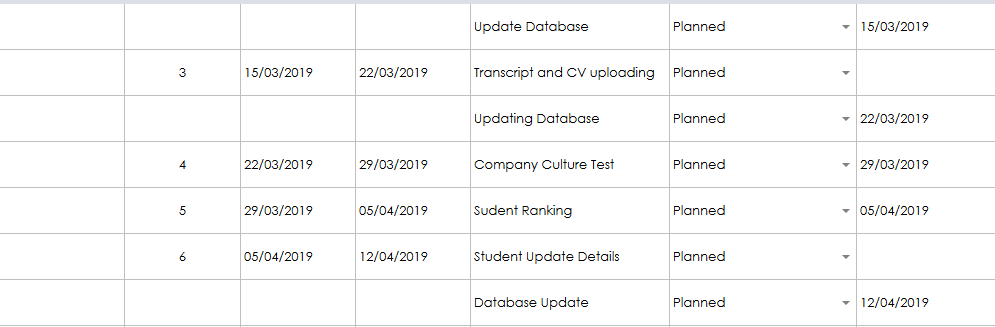 Update Database Planned 15/03/2019
3 15/03/2019 22/03/2019 Transcript and CV uploading Planned
Updating Database Planned 22/03/2019
4 22/03/2019 29/03/2019 Company Culture Test Planned 29/03/2019
5 29/03/2019 05/04/2019 Sudent Ranking Planned 05/04/2019
6 05/04/2019 12/04/2019 Student Update Details Planned
Database Update Planned 12/04/2019